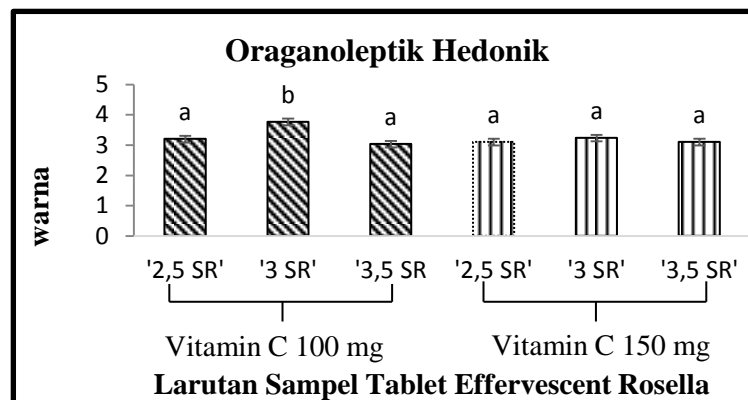 Oraganoleptik Hedonik
5
4
3
2
1
0
warna
a b a a a a
'2,5 SR' '3 SR' '3,5 SR '2,5 SR' '3 SR' '3,5 SR'
Vitamin C 100 mg Vitamin C 150 mg
Larutan Sampel Tablet Effervescent Rosella